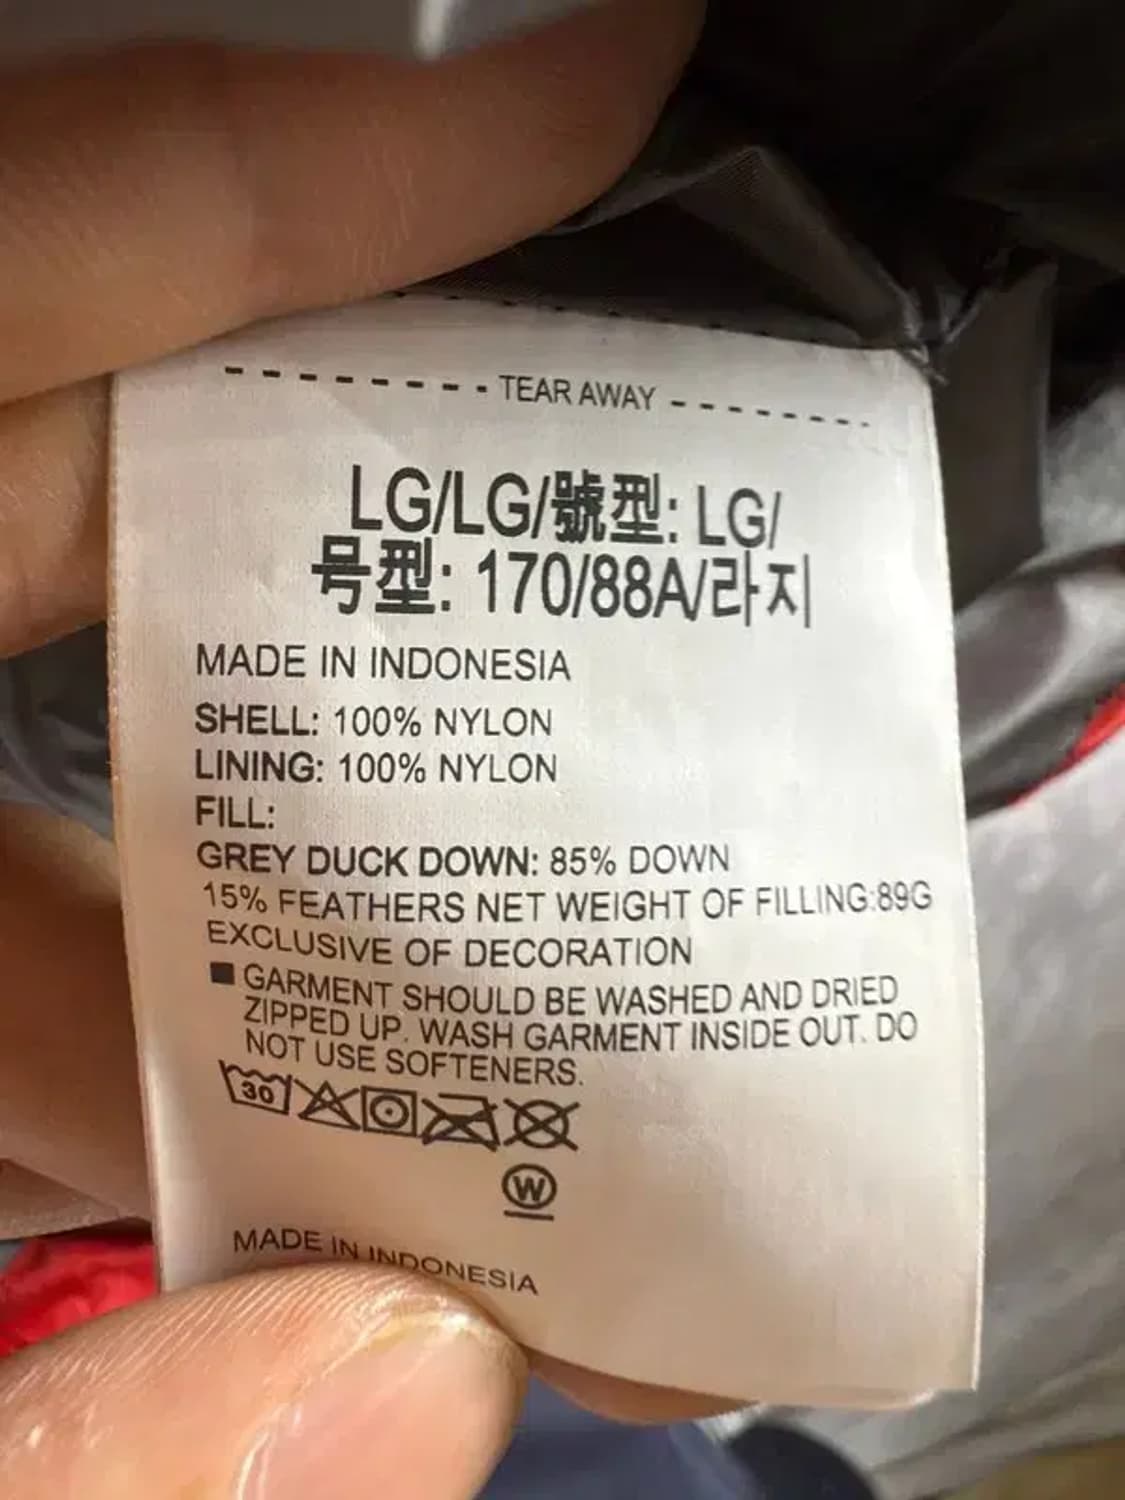 TEAR AWAY
LG/LG/號型: LG/
号型: 170/88A/라지
MADE IN INDONESIA
SHELL: 100% NYLON
LINING: 100% NYLON
FILL:
GREY DUCK DOWN: 85% DOWN
15% FEATHERS NET WEIGHT OF FILLING:89G
EXCLUSIVE OF DECORATION
■ GARMENT SHOULD BE WASHED AND DRIED
ZIPPED UP. WASH GARMENT INSIDE OUT. DO
NOT USE SOFTENERS.
30
W
MADE IN INDONESIA